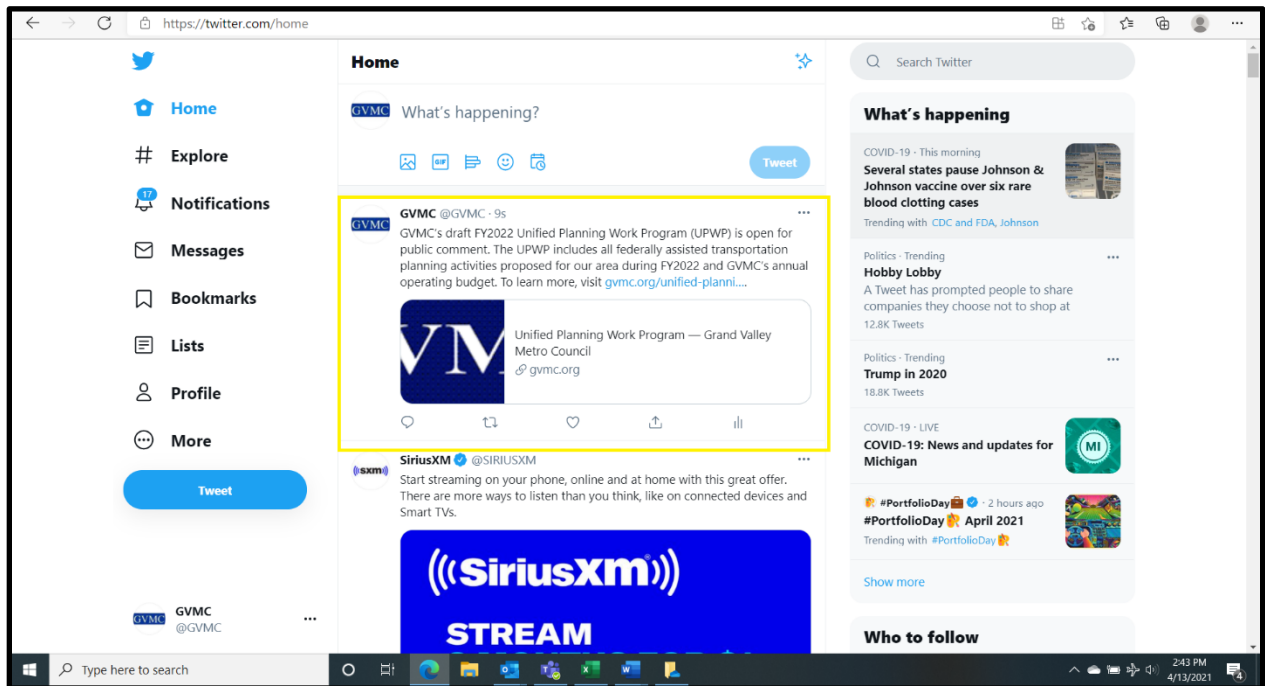 https://twitter.com/home
Home
Explore
17
Notifications
Messages
Bookmarks
Lists
Profile
More
Tweet
GVMC
GVMC
@GVMC
Home
GVMC
What's happening?
GIF
Tweet
GVMC
GVMC @GVMC · 9s
GVMC's draft FY2022 Unified Planning Work Program (UPWP) is open for
public comment. The UPWP includes all federally assisted transportation
planning activities proposed for our area during FY2022 and GVMC's annual
operating budget. To learn more, visit gvmc.org/unified-planni....
VM
Unified Planning Work Program — Grand Valley
Metro Council
gvmc.org
(((sxm)))
SiriusXM @SIRIUSXM
Start streaming on your phone, online and at home with this great offer.
There are more ways to listen than you think, like on connected devices and
Smart TVs.
(((SiriusXm)))
STREAM
Search Twitter
What's happening
COVID-19 · This morning
Several states pause Johnson &
Johnson vaccine over six rare
blood clotting cases
Trending with CDC and FDA, Johnson
Politics · Trending
Hobby Lobby
A Tweet has prompted people to share
companies they choose not to shop at
12.8K Tweets
Politics · Trending
Trump in 2020
18.8K Tweets
COVID-19 · LIVE
COVID-19: News and updates for
Michigan
MI
#PortfolioDay · 2 hours ago
#PortfolioDay April 2021
Trending with #PortfolioDay
Show more
Who to follow
Type here to search
2:43 PM
4/13/2021
4